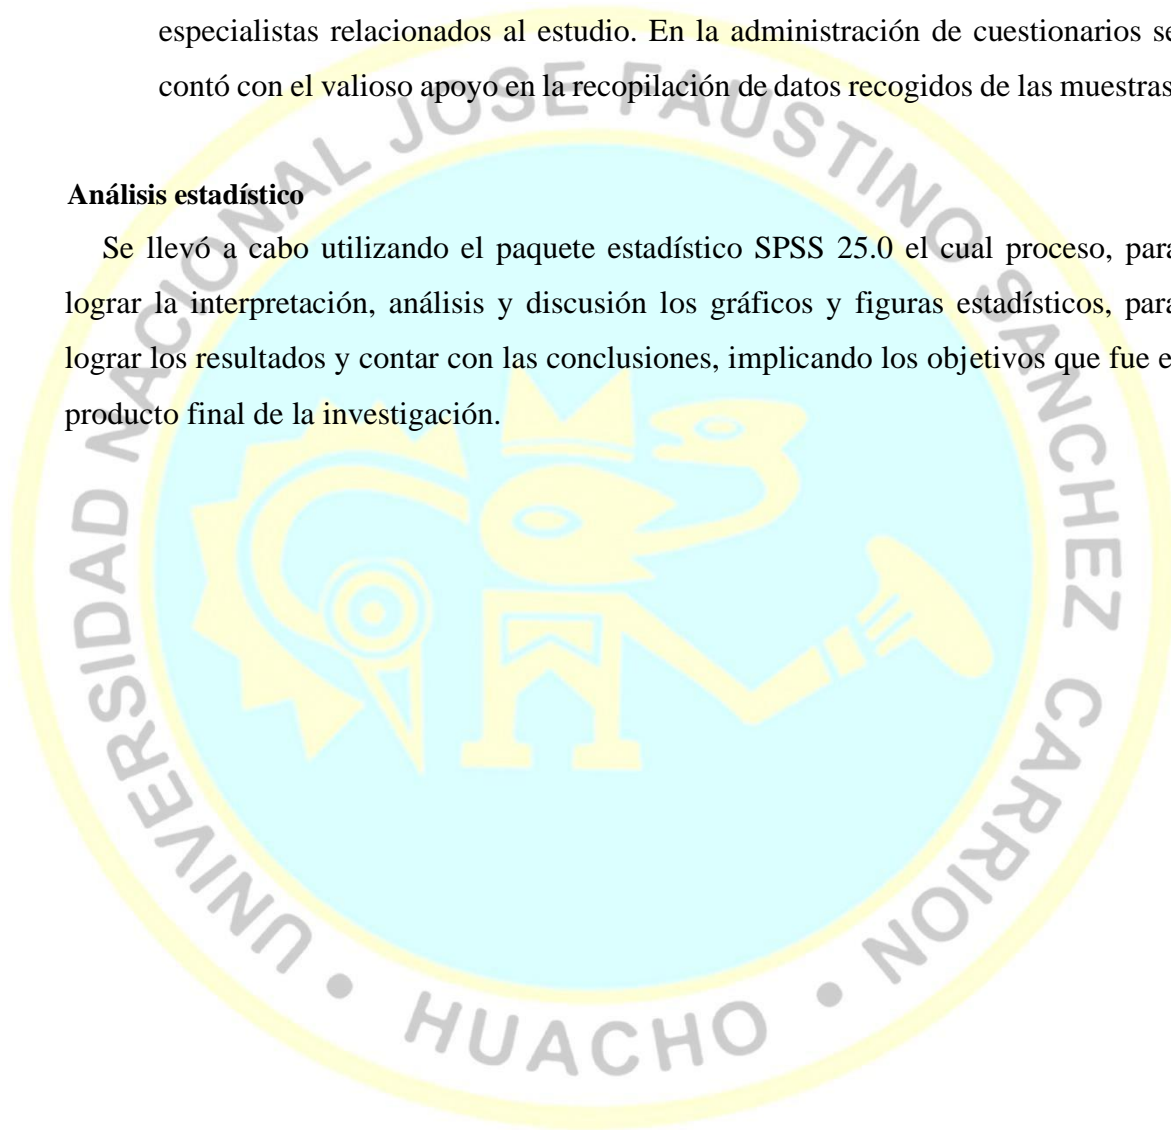 especialistas relacionados al estudio. En la administración de cuestionarios se
contó con el valioso apoyo en la recopilación de datos recogidos de las muestras
Análisis estadístico
Se llevó a cabo utilizando el paquete estadístico SPSS 25.0 el cual proceso, para
lograr la interpretación, análisis y discusión los gráficos y figuras estadísticos, para
lograr los resultados y contar con las conclusiones, implicando los objetivos que fue e
producto final de la investigación.
UNIVERSIDAD NACIONAL JOSE FAUSTINO SANCHEZ CARRION • HUACHO •